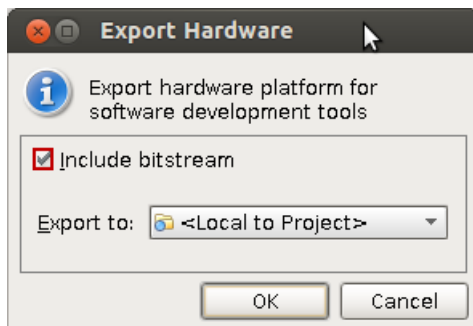 Export Hardware
Export hardware platform for
software development tools
Include bitstream
Export to: <Local to Project>
OK Cancel